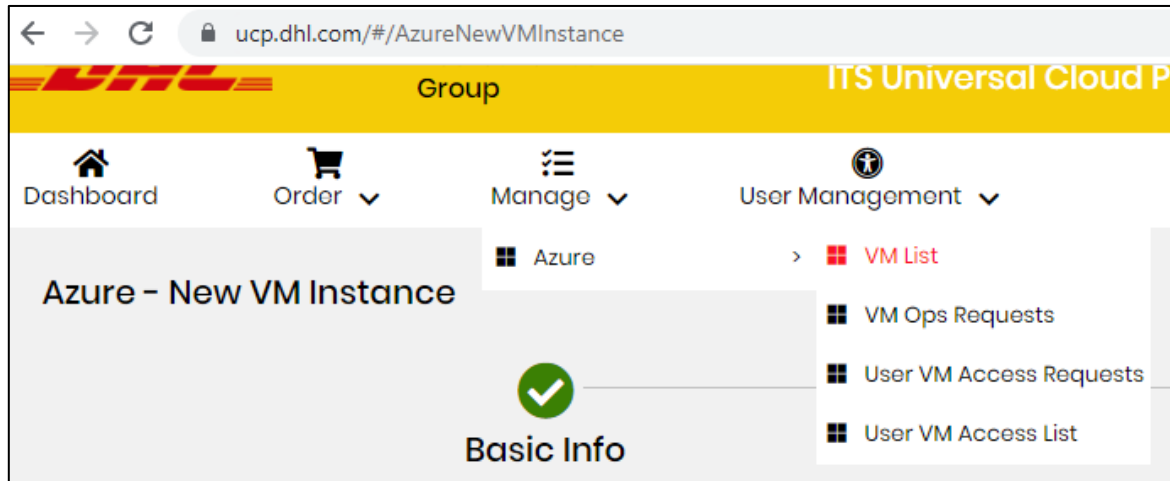 ucp.dhl.com/#/AzureNewVMInstance
Group
ITS Universal Cloud
Dashboard
Order
Manage
User Management
Azure
VM List
Azure - New VM Instance
VM Ops Requests
User VM Access Requests
Basic Info
User VM Access List